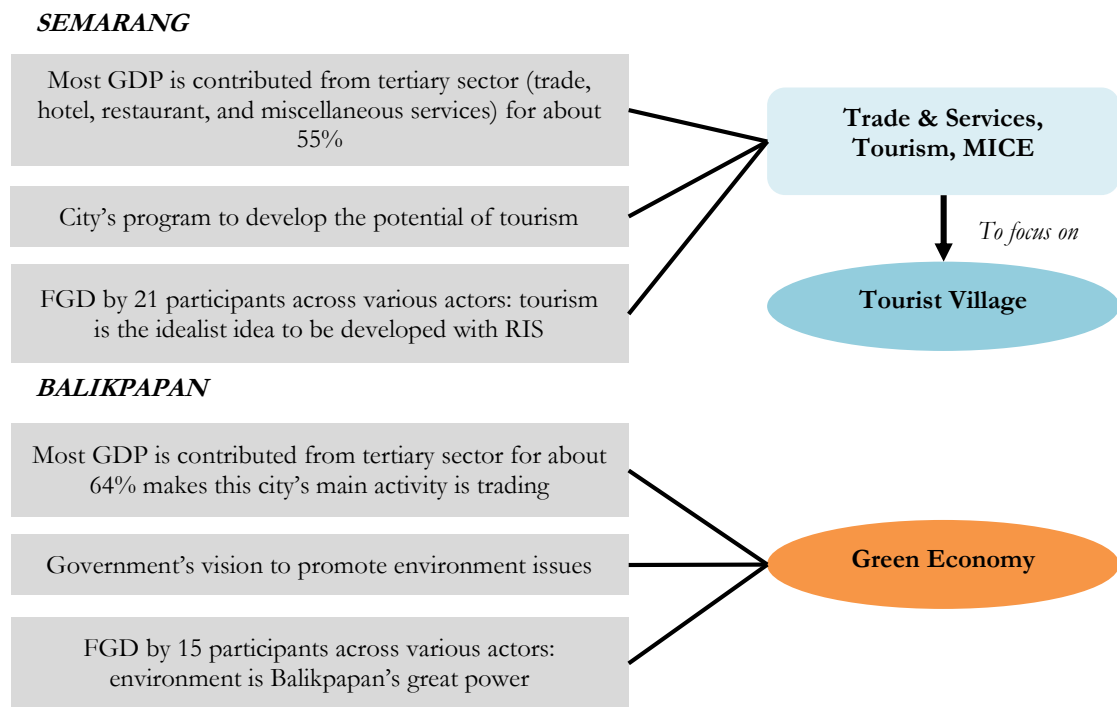 SEMARANG
Most GDP is contributed from tertiary sector (trade,
hotel, restaurant, and miscellaneous services) for about
55%
City’s program to develop the potential of tourism
FGD by 21 participants across various actors: tourism
is the idealist idea to be developed with RIS
Trade & Services,
Tourism, MICE
To focus on
Tourist Village
BALIKPAPAN
Most GDP is contributed from tertiary sector for about
64% makes this city’s main activity is trading
Government’s vision to promote environment issues
FGD by 15 participants across various actors:
environment is Balikpapan’s great power
Green Economy